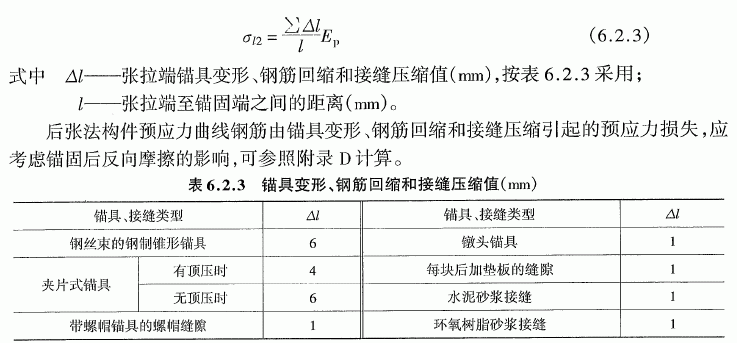 σl2 = ∑Δl / l Ep (6.2.3)
式中 Δl——张拉端锚具变形、钢筋回缩和接缝压缩值(mm),按表 6.2.3 采用;
l——张拉端至锚固端之间的距离(mm)。
后张法构件预应力曲线钢筋由锚具变形、钢筋回缩和接缝压缩引起的预应力损失,应
考虑锚固后反向摩擦的影响,可参照附录 D 计算。
表 6.2.3 锚具变形、钢筋回缩和接缝压缩值(mm)
锚具、接缝类型 Δl 锚具、接缝类型 Δl
钢丝束的钢制锥形锚具 6 镦头锚具 1
夹片式锚具 有顶压时 4 每块后加垫板的缝隙 1
无顶压时 6 水泥砂浆接缝 1
带螺帽锚具的螺帽缝隙 1 环氧树脂砂浆接缝 1